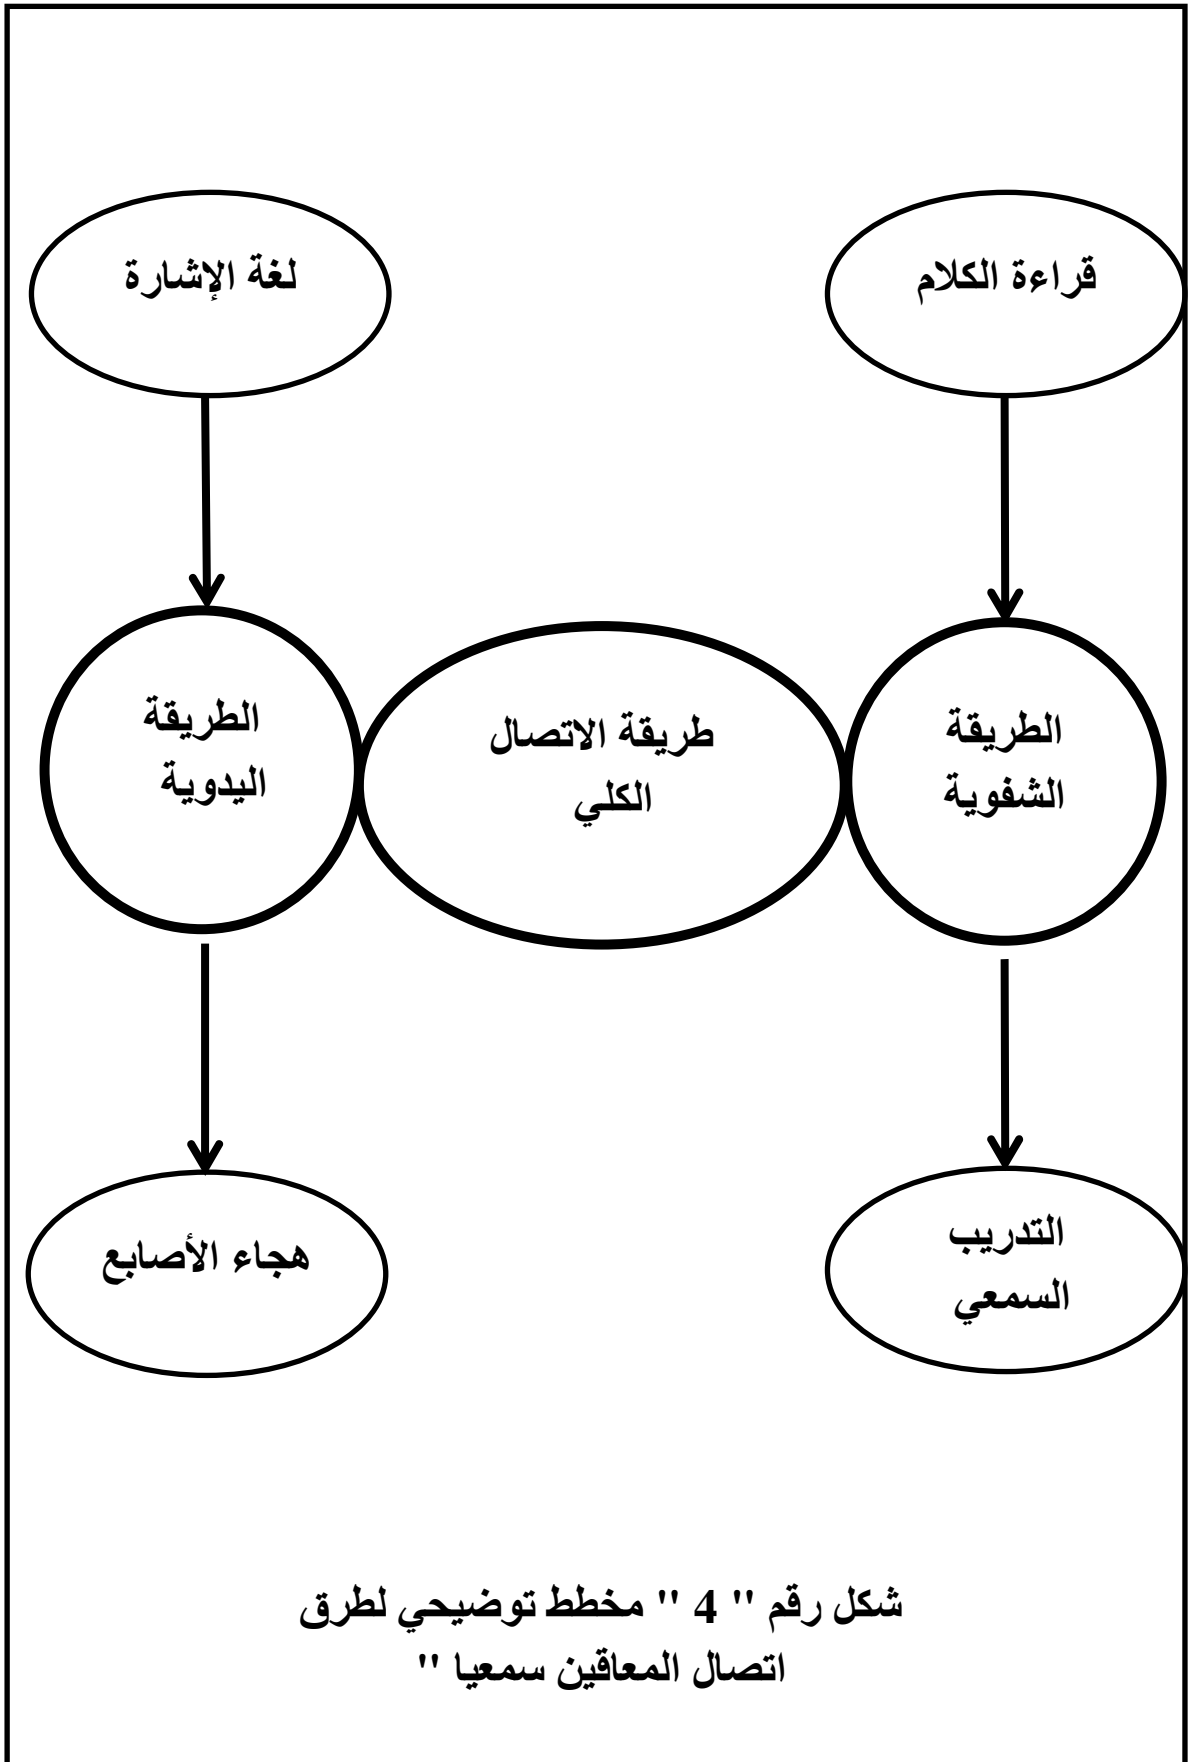 قراءة الكلام
لغة الإشارة
الطريقة
الشفوية
طريقة الاتصال
الكلي
الطريقة
اليدوية
التدريب
السمعي
هجاء الأصابع
شكل رقم " 4 " مخطط توضيحي لطرق
اتصال المعاقين سمعيا "